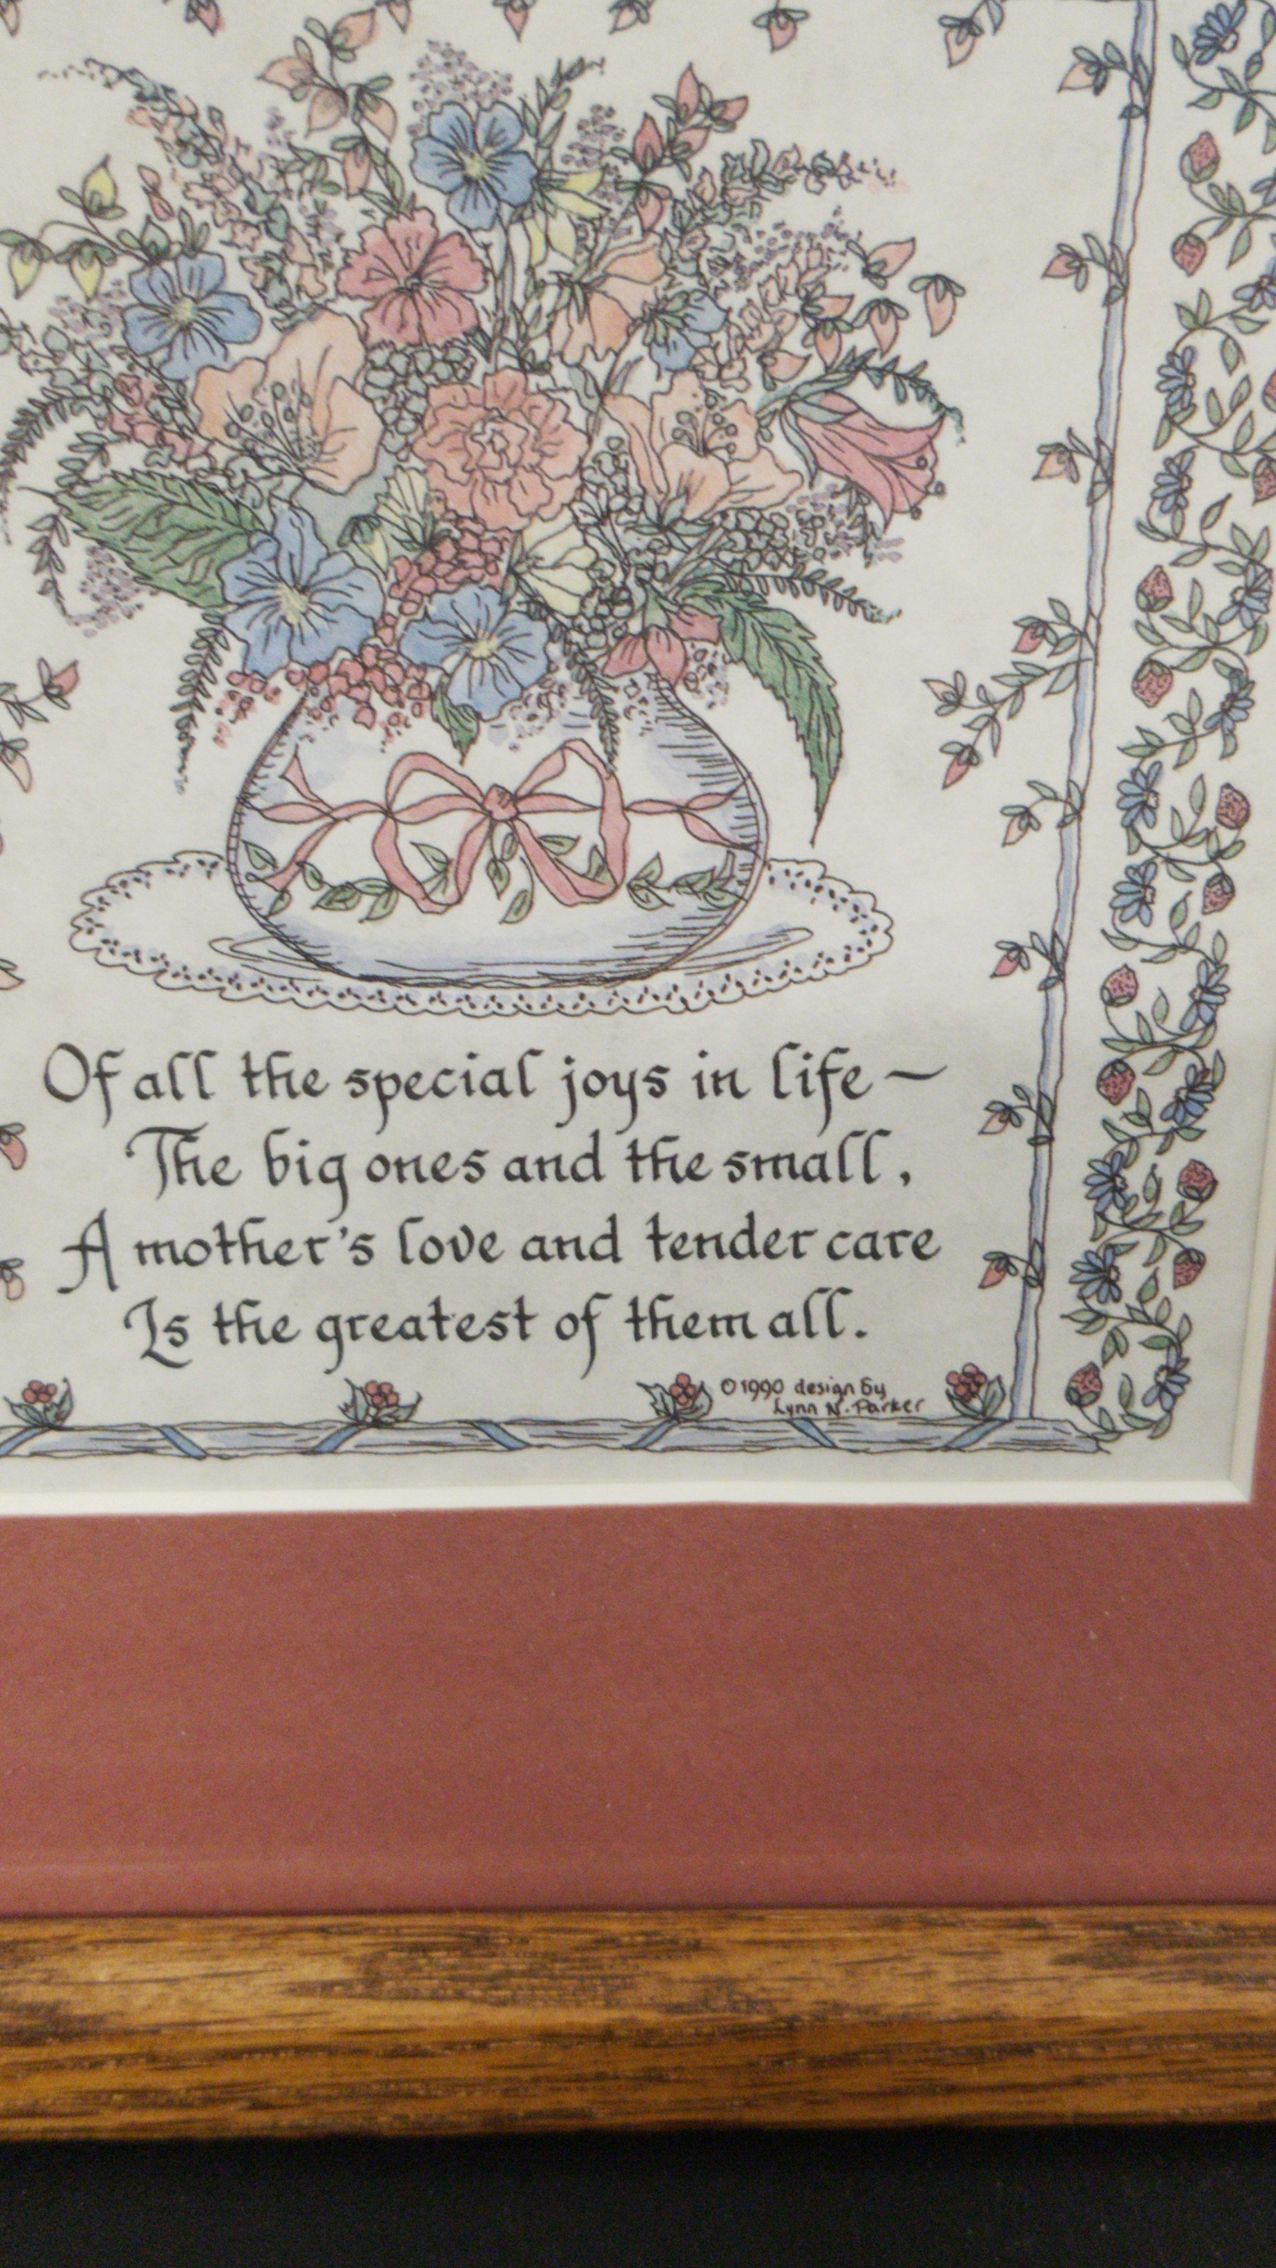 Of all the special joys in life —
The big ones and the small,
A mother's love and tender care
Is the greatest of them all.
©1990 design by
Lynn N. Parker